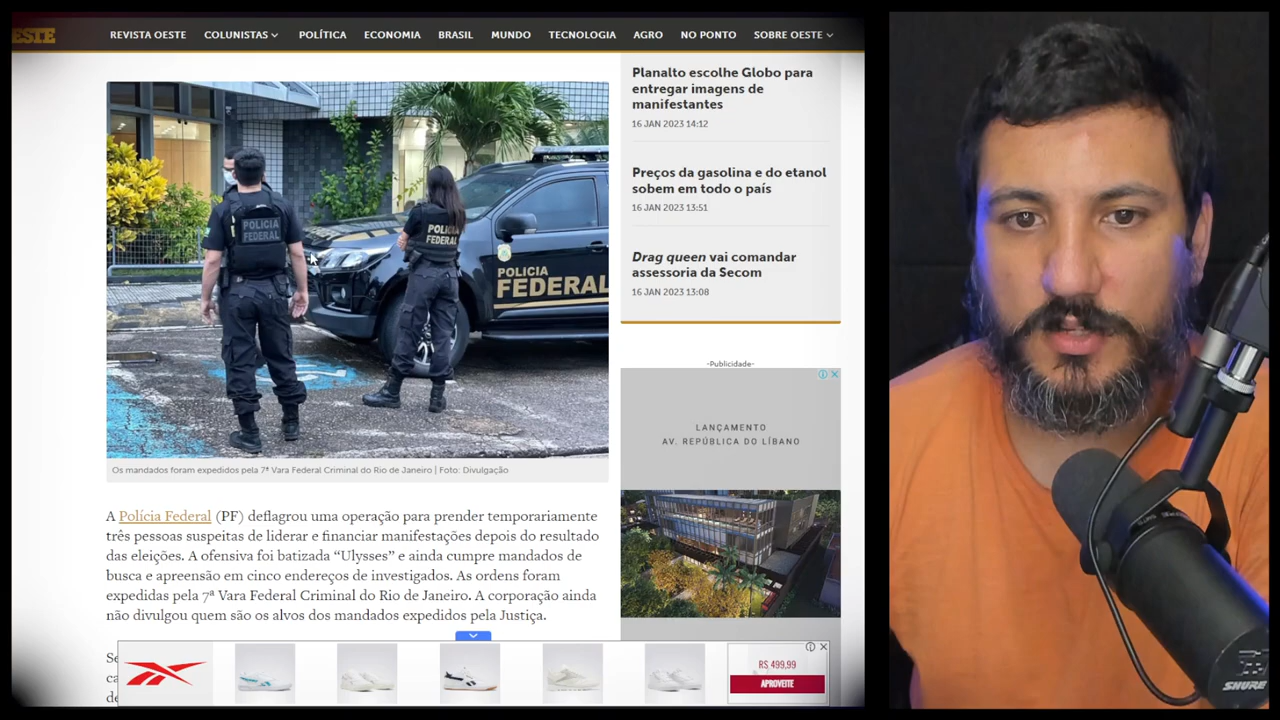 OESTE
REVISTA OESTE
COLUNISTAS
POLÍTICA
ECONOMIA
BRASIL
MUNDO
TECNOLOGIA
AGRO
NO PONTO
SOBRE OESTE
POLICIA
FEDERAL
POLICIA
FEDERAL
POLICIA
FEDERAL
Os mandados foram expedidos pela 7ª Vara Federal Criminal do Rio de Janeiro | Foto: Divulgação
A Polícia Federal (PF) deflagrou uma operação para prender temporariamente
três pessoas suspeitas de liderar e financiar manifestações depois do resultado
das eleições. A ofensiva foi batizada “Ulysses” e ainda cumpre mandados de
busca e apreensão em cinco endereços de investigados. As ordens foram
expedidas pela 7ª Vara Federal Criminal do Rio de Janeiro. A corporação ainda
não divulgou quem são os alvos dos mandados expedidos pela Justiça.
Planalto escolhe Globo para
entregar imagens de
manifestantes
16 JAN 2023 14:12
Preços da gasolina e do etanol
sobem em todo o país
16 JAN 2023 13:51
Drag queen vai comandar
assessoria da Secom
16 JAN 2023 13:08
-Publicidade-
LANÇAMENTO
AV. REPÚBLICA DO LÍBANO
R$ 499,99
APROVEITE
SHURE